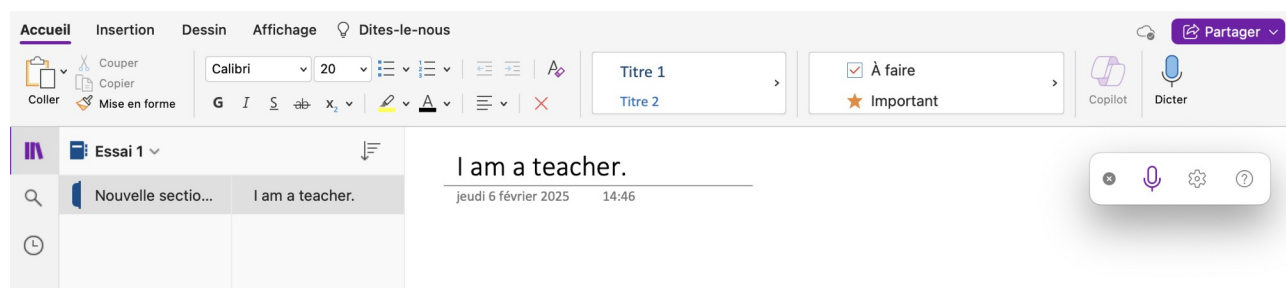 Accueil Insertion Dessin Affichage Dites-le-nous Partager
Coller
Couper
Copier
Mise en forme
Calibri 20
G I S ab x₂ A
Titre 1
Titre 2
À faire
Important
Copilot
Dicter
Essai 1
Nouvelle sectio... I am a teacher.
I am a teacher.
jeudi 6 février 2025 14:46